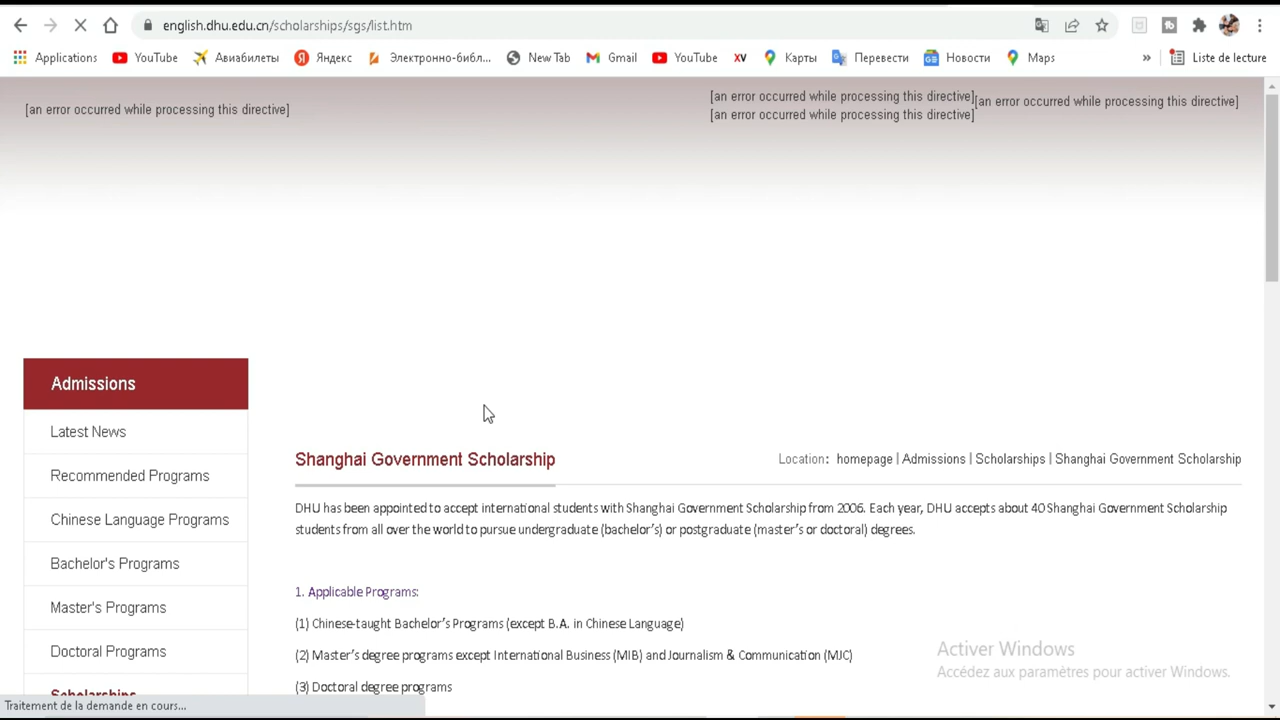 english.dhu.edu.cn/scholarships/sgs/list.htm
Applications YouTube Авиабилеты Яндекс Электронно-библ... New Tab Gmail YouTube XV Карты Перевести Новости Maps » Liste de lecture
[an error occurred while processing this directive]
[an error occurred while processing this directive]
[an error occurred while processing this directive]
[an error occurred while processing this directive]
Admissions
Latest News
Recommended Programs
Chinese Language Programs
Bachelor's Programs
Master's Programs
Doctoral Programs
Scholarships
Shanghai Government Scholarship
Location: homepage | Admissions | Scholarships | Shanghai Government Scholarship
DHU has been appointed to accept international students with Shanghai Government Scholarship from 2006. Each year, DHU accepts about 40 Shanghai Government Scholarship
students from all over the world to pursue undergraduate (bachelor's) or postgraduate (master's or doctoral) degrees.
1. Applicable Programs:
(1) Chinese-taught Bachelor's Programs (except B.A. in Chinese Language)
(2) Master's degree programs except International Business (MIB) and Journalism & Communication (MJC)
(3) Doctoral degree programs
Activer Windows
Accédez aux paramètres pour activer Windows.
Traitement de la demande en cours...